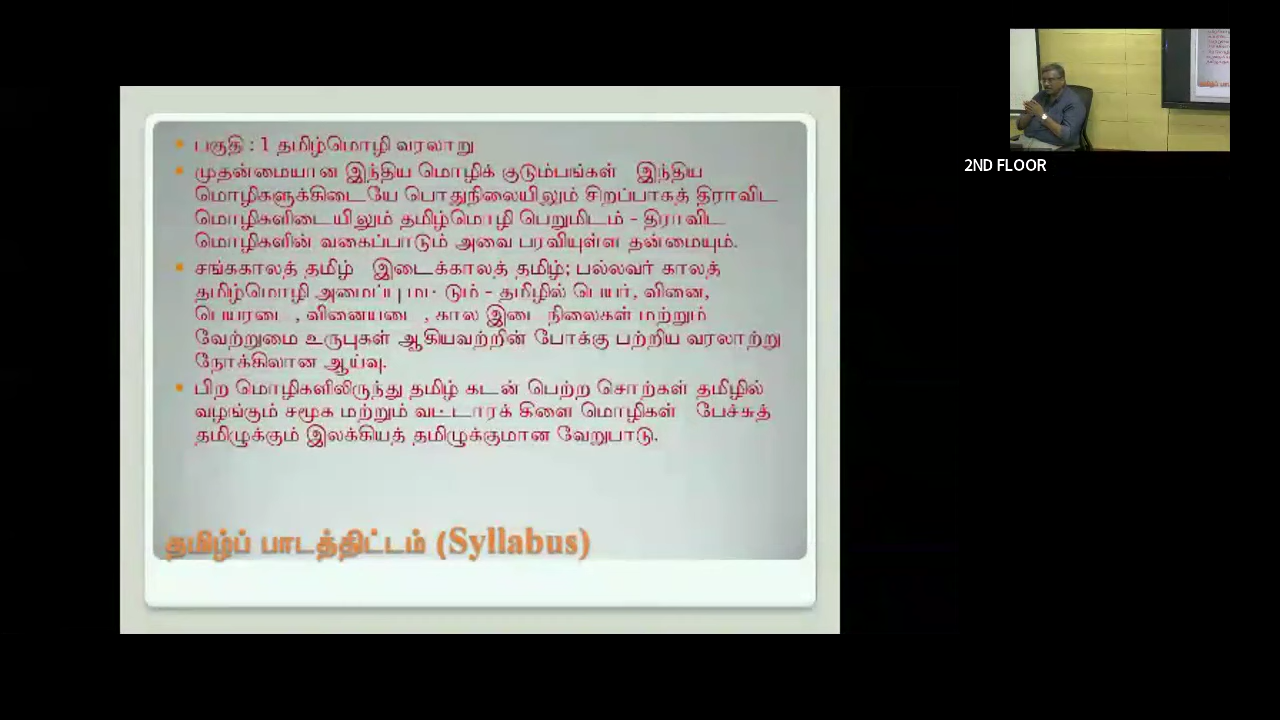 பகுதி : 1 தமிழ்மொழி வரலாறு
முதன்மையான இந்திய மொழிக் குடும்பங்கள் இந்திய
மொழிகளுக்கிடையே பொதுநிலையிலும் சிறப்பாகத் திராவிட
மொழிகளிடையிலும் தமிழ்மொழி பெறுமிடம் - திராவிட
மொழிகளின் வகைப்பாடும் அவை பரவியுள்ள தன்மையும்.
சங்ககாலத் தமிழ் இடைக்காலத் தமிழ்; பல்லவர் காலத்
தமிழ்மொழி அமைப்பு மட்டும் - தமிழில் பெயர், வினை,
பெயரடை, வினையடை, கால இடைநிலைகள் மற்றும்
வேற்றுமை உருபுகள் ஆகியவற்றின் போக்கு பற்றிய வரலாற்று
நோக்கிலான ஆய்வு.
பிற மொழிகளிலிருந்து தமிழ் கடன் பெற்ற சொற்கள் தமிழில்
வழங்கும் சமூக மற்றும் வட்டாரக் கிளை மொழிகள் பேச்சுத்
தமிழுக்கும் இலக்கியத் தமிழுக்குமான வேறுபாடு.
தமிழ்ப் பாடத்திட்டம் (Syllabus)
2ND FLOOR